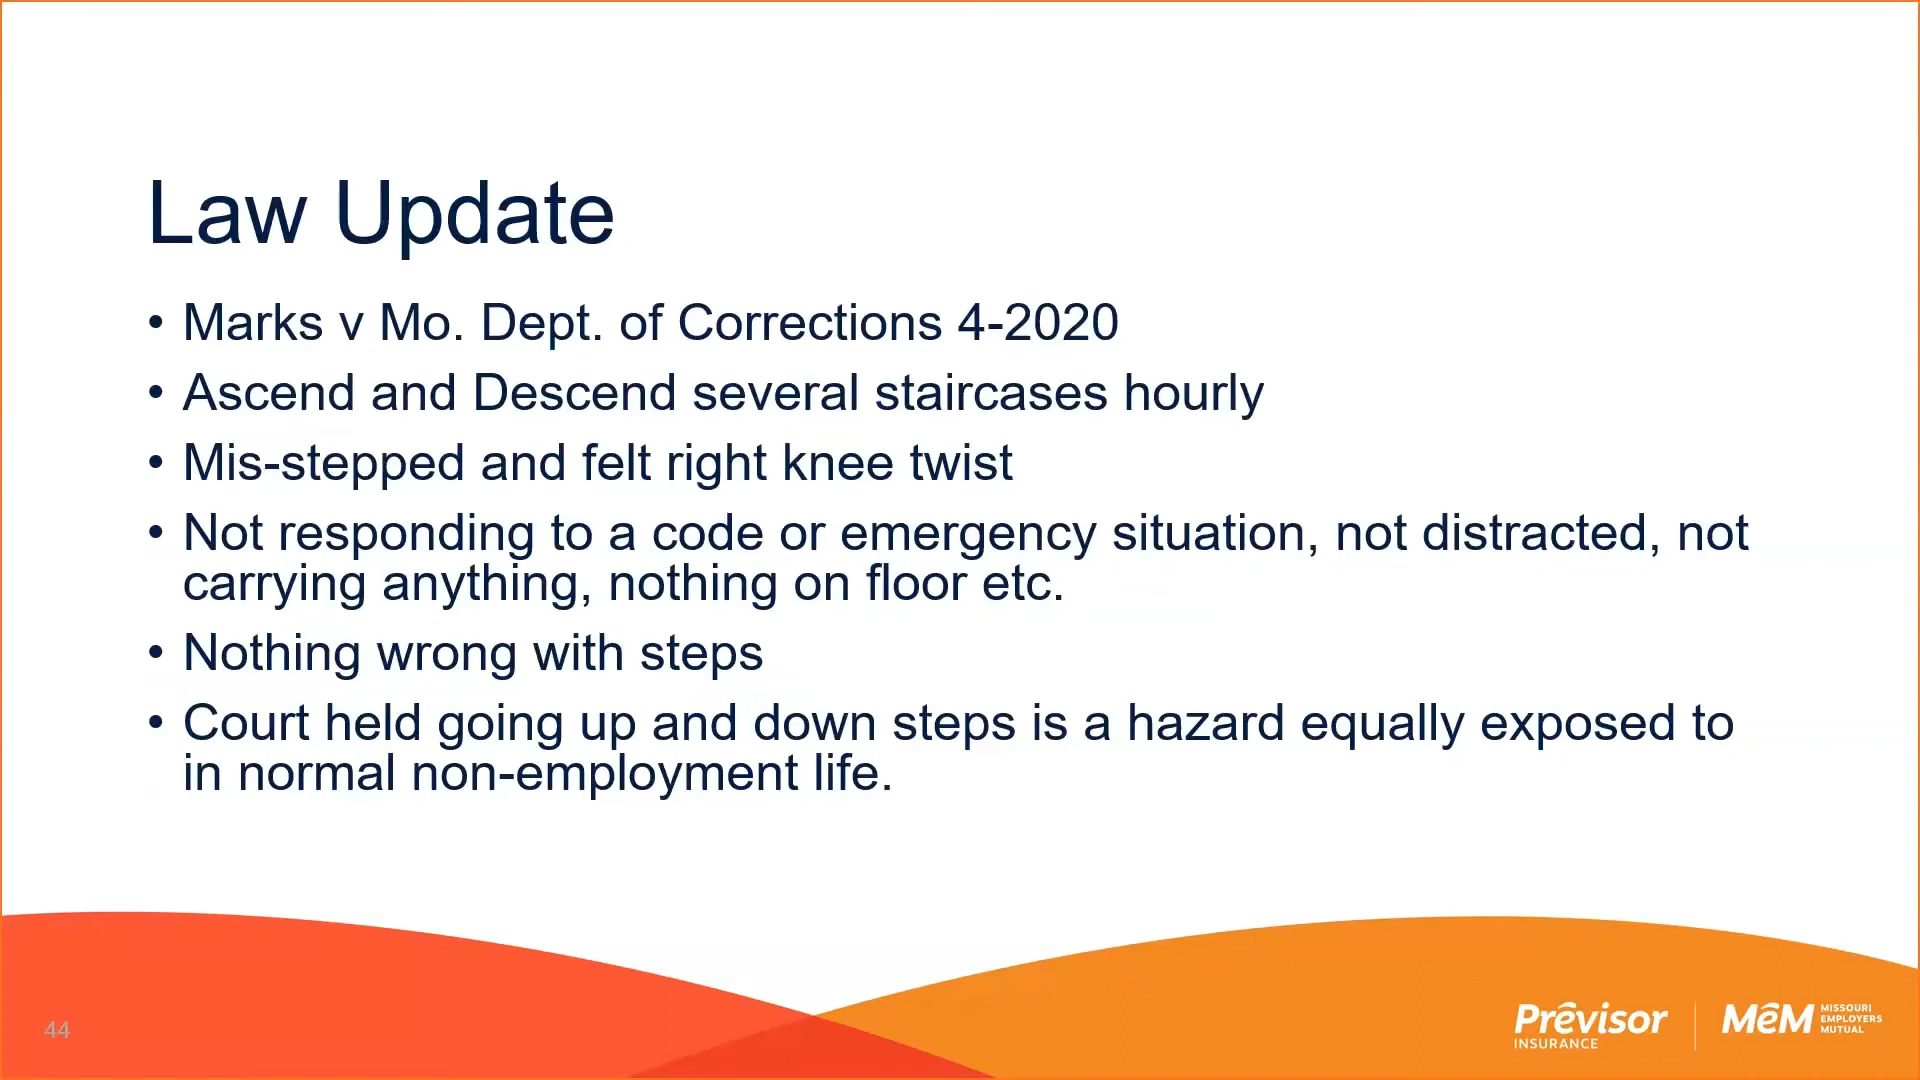 Law Update
• Marks v Mo. Dept. of Corrections 4-2020
• Ascend and Descend several staircases hourly
• Mis-stepped and felt right knee twist
• Not responding to a code or emergency situation, not distracted, not
carrying anything, nothing on floor etc.
• Nothing wrong with steps
• Court held going up and down steps is a hazard equally exposed to
in normal non-employment life.
44
Prêvisor
INSURANCE
MêM
MISSOURI
EMPLOYERS
MUTUAL